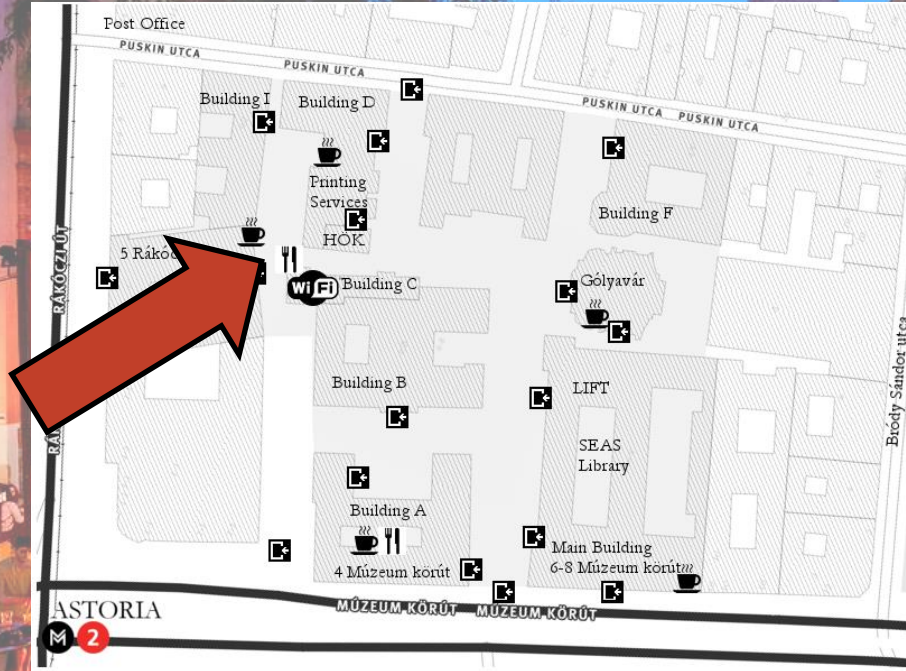 Post Office
PUSKIN UTCA
PUSKIN UTCA
PUSKIN UTCA PUSKIN UTCA
Building I
Building D
Printing
Services
HÖK
Building F
5 Rákóc
RÁKÓCZI ÚT
WiFi
Building C
Gólyavár
Building B
LIFT
SEAS
Library
Bródy Sándor utca
Building A
4 Múzeum körút
Main Building
6-8 Múzeum körút
MÚZEUM KÖRÚT MÚZEUM KÖRÚT
ASTORIA
M 2